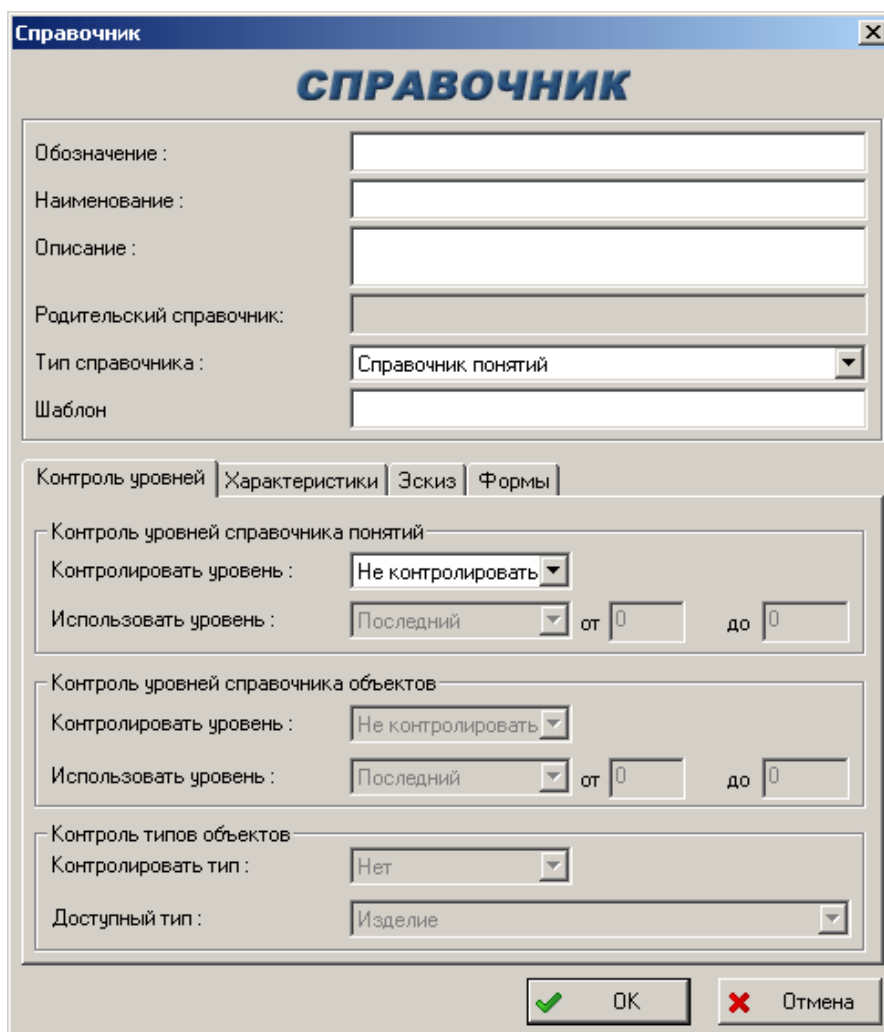 Справочник
СПРАВОЧНИК
Обозначение :
Наименование :
Описание :
Родительский справочник:
Тип справочника : Справочник понятий
Шаблон
Контроль уровней Характеристики Эскиз Формы
Контроль уровней справочника понятий
Контролировать уровень : Не контролировать
Использовать уровень : Последний от 0 до 0
Контроль уровней справочника объектов
Контролировать уровень : Не контролировать
Использовать уровень : Последний от 0 до 0
Контроль типов объектов
Контролировать тип : Нет
Доступный тип : Изделие
OK Отмена